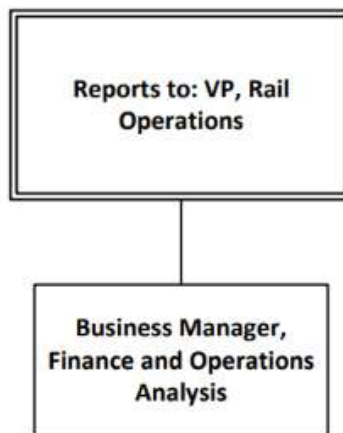 Reports to: VP, Rail
Operations
Business Manager,
Finance and Operations
Analysis